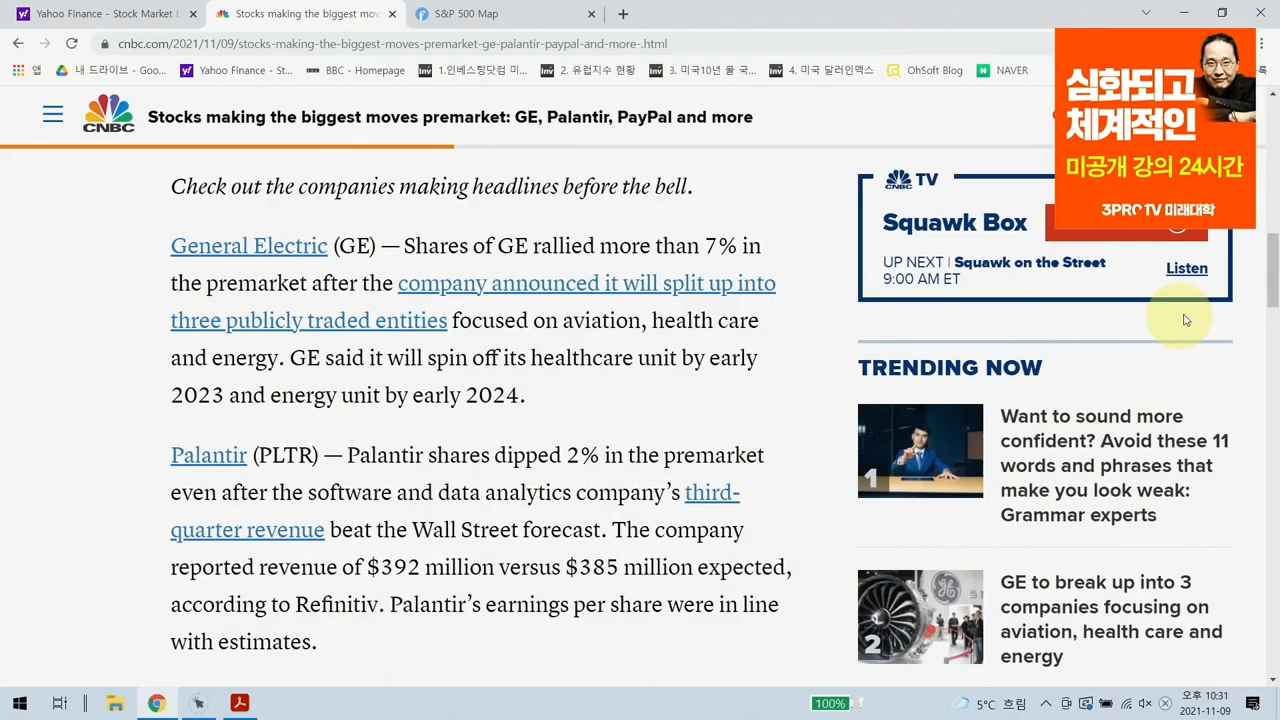 Yahoo Finance - Stock Market L
Stocks making the biggest mov
S&P 500 Map
cnbc.com/2021/11/09/stocks-making-the-biggest-moves-premarket-ge-palantir-paypal-and-more-.html
앱
내 드라이브 - Goo...
Yahoo Finance - St...
BBC - Homepage
1.인베스팅닷컴 미...
2. 유럽지수 현황
3. 미국10년 물 국...
4. 미국 달러인덱스
OhSoft Blog
NAVER
록
CNBC
Stocks making the biggest moves premarket: GE, Palantir, PayPal and more
심화되고
체계적인
미공개 강의 24시간
3PRO TV 미래대학
Check out the companies making headlines before the bell.
General Electric (GE) — Shares of GE rallied more than 7% in
the premarket after the company announced it will split up into
three publicly traded entities focused on aviation, health care
and energy. GE said it will spin off its healthcare unit by early
2023 and energy unit by early 2024.
Palantir (PLTR) — Palantir shares dipped 2% in the premarket
even after the software and data analytics company's third-
quarter revenue beat the Wall Street forecast. The company
reported revenue of $392 million versus $385 million expected,
according to Refinitiv. Palantir's earnings per share were in line
with estimates.
CNBC TV
Squawk Box
UP NEXT | Squawk on the Street
9:00 AM ET
Listen
TRENDING NOW
1
Want to sound more
confident? Avoid these 11
words and phrases that
make you look weak:
Grammar experts
2
GE to break up into 3
companies focusing on
aviation, health care and
energy
100%
5°C 흐림
오후 10:31
2021-11-09